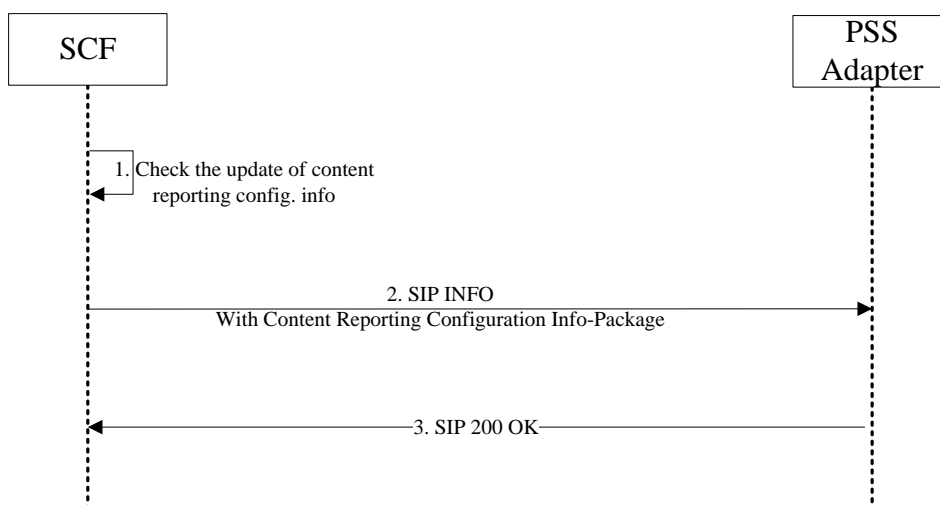 SCF
PSS
Adapter
1. Check the update of content
reporting config. info
2. SIP INFO
With Content Reporting Configuration Info-Package
3. SIP 200 OK